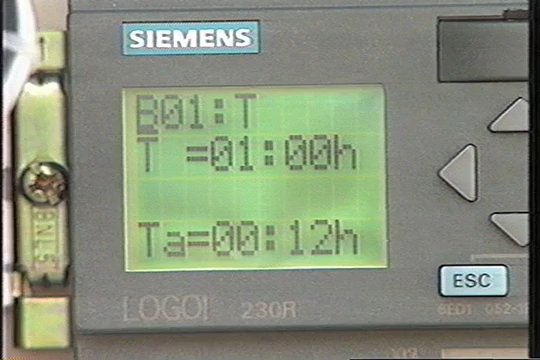 SIEMENS
B01:T
T =01:00h
Ta=00:12h
ESC
LOGO! 230R